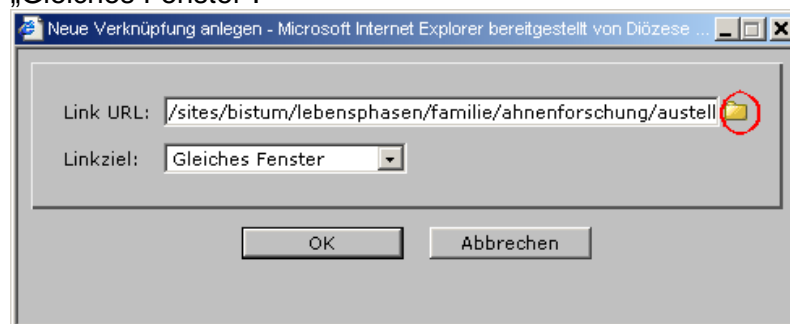 „Gleiches Fenster“.
Neue Verknüpfung anlegen - Microsoft Internet Explorer bereitgestellt von Diözese ...
Link URL: /sites/bistum/lebensphasen/familie/ahnenforschung/austell
Linkziel: Gleiches Fenster
OK Abbrechen